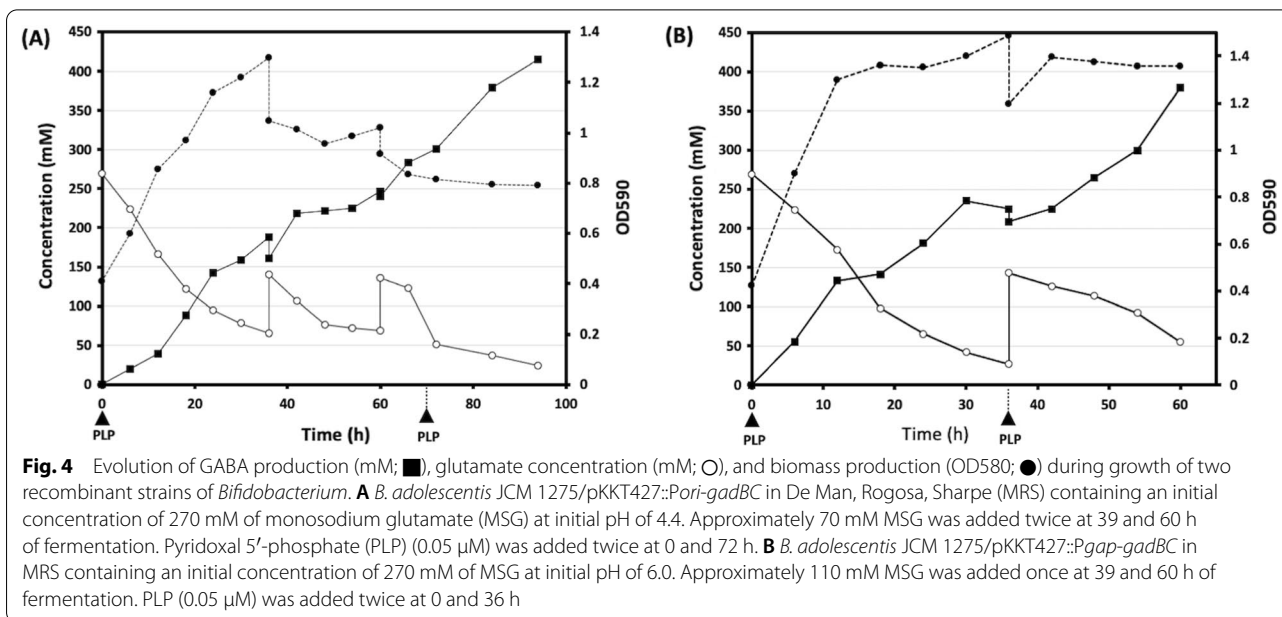 (A)
450
400
350
300
250
200
150
100
50
0
Concentration (mM)
1.4
1.2
1
0.8
0.6
0.4
0.2
0
OD590
0 20 40 60 80 100
PLP Time (h) PLP
(B)
450
400
350
300
250
200
150
100
50
0
Concentration (mM)
1.4
1.2
1
0.8
0.6
0.4
0.2
0
OD590
0 10 20 30 40 50 60
PLP Time (h) PLP
Fig. 4 Evolution of GABA production (mM; ■), glutamate concentration (mM; ○), and biomass production (OD580; ●) during growth of two
recombinant strains of Bifidobacterium. A B. adolescentis JCM 1275/pKKT427::Pori-gadBC in De Man, Rogosa, Sharpe (MRS) containing an initial
concentration of 270 mM of monosodium glutamate (MSG) at initial pH of 4.4. Approximately 70 mM MSG was added twice at 39 and 60 h
of fermentation. Pyridoxal 5′-phosphate (PLP) (0.05 μM) was added twice at 0 and 72 h. B B. adolescentis JCM 1275/pKKT427::Pgap-gadBC in
MRS containing an initial concentration of 270 mM of MSG at initial pH of 6.0. Approximately 110 mM MSG was added once at 39 and 60 h of
fermentation. PLP (0.05 μM) was added twice at 0 and 36 h